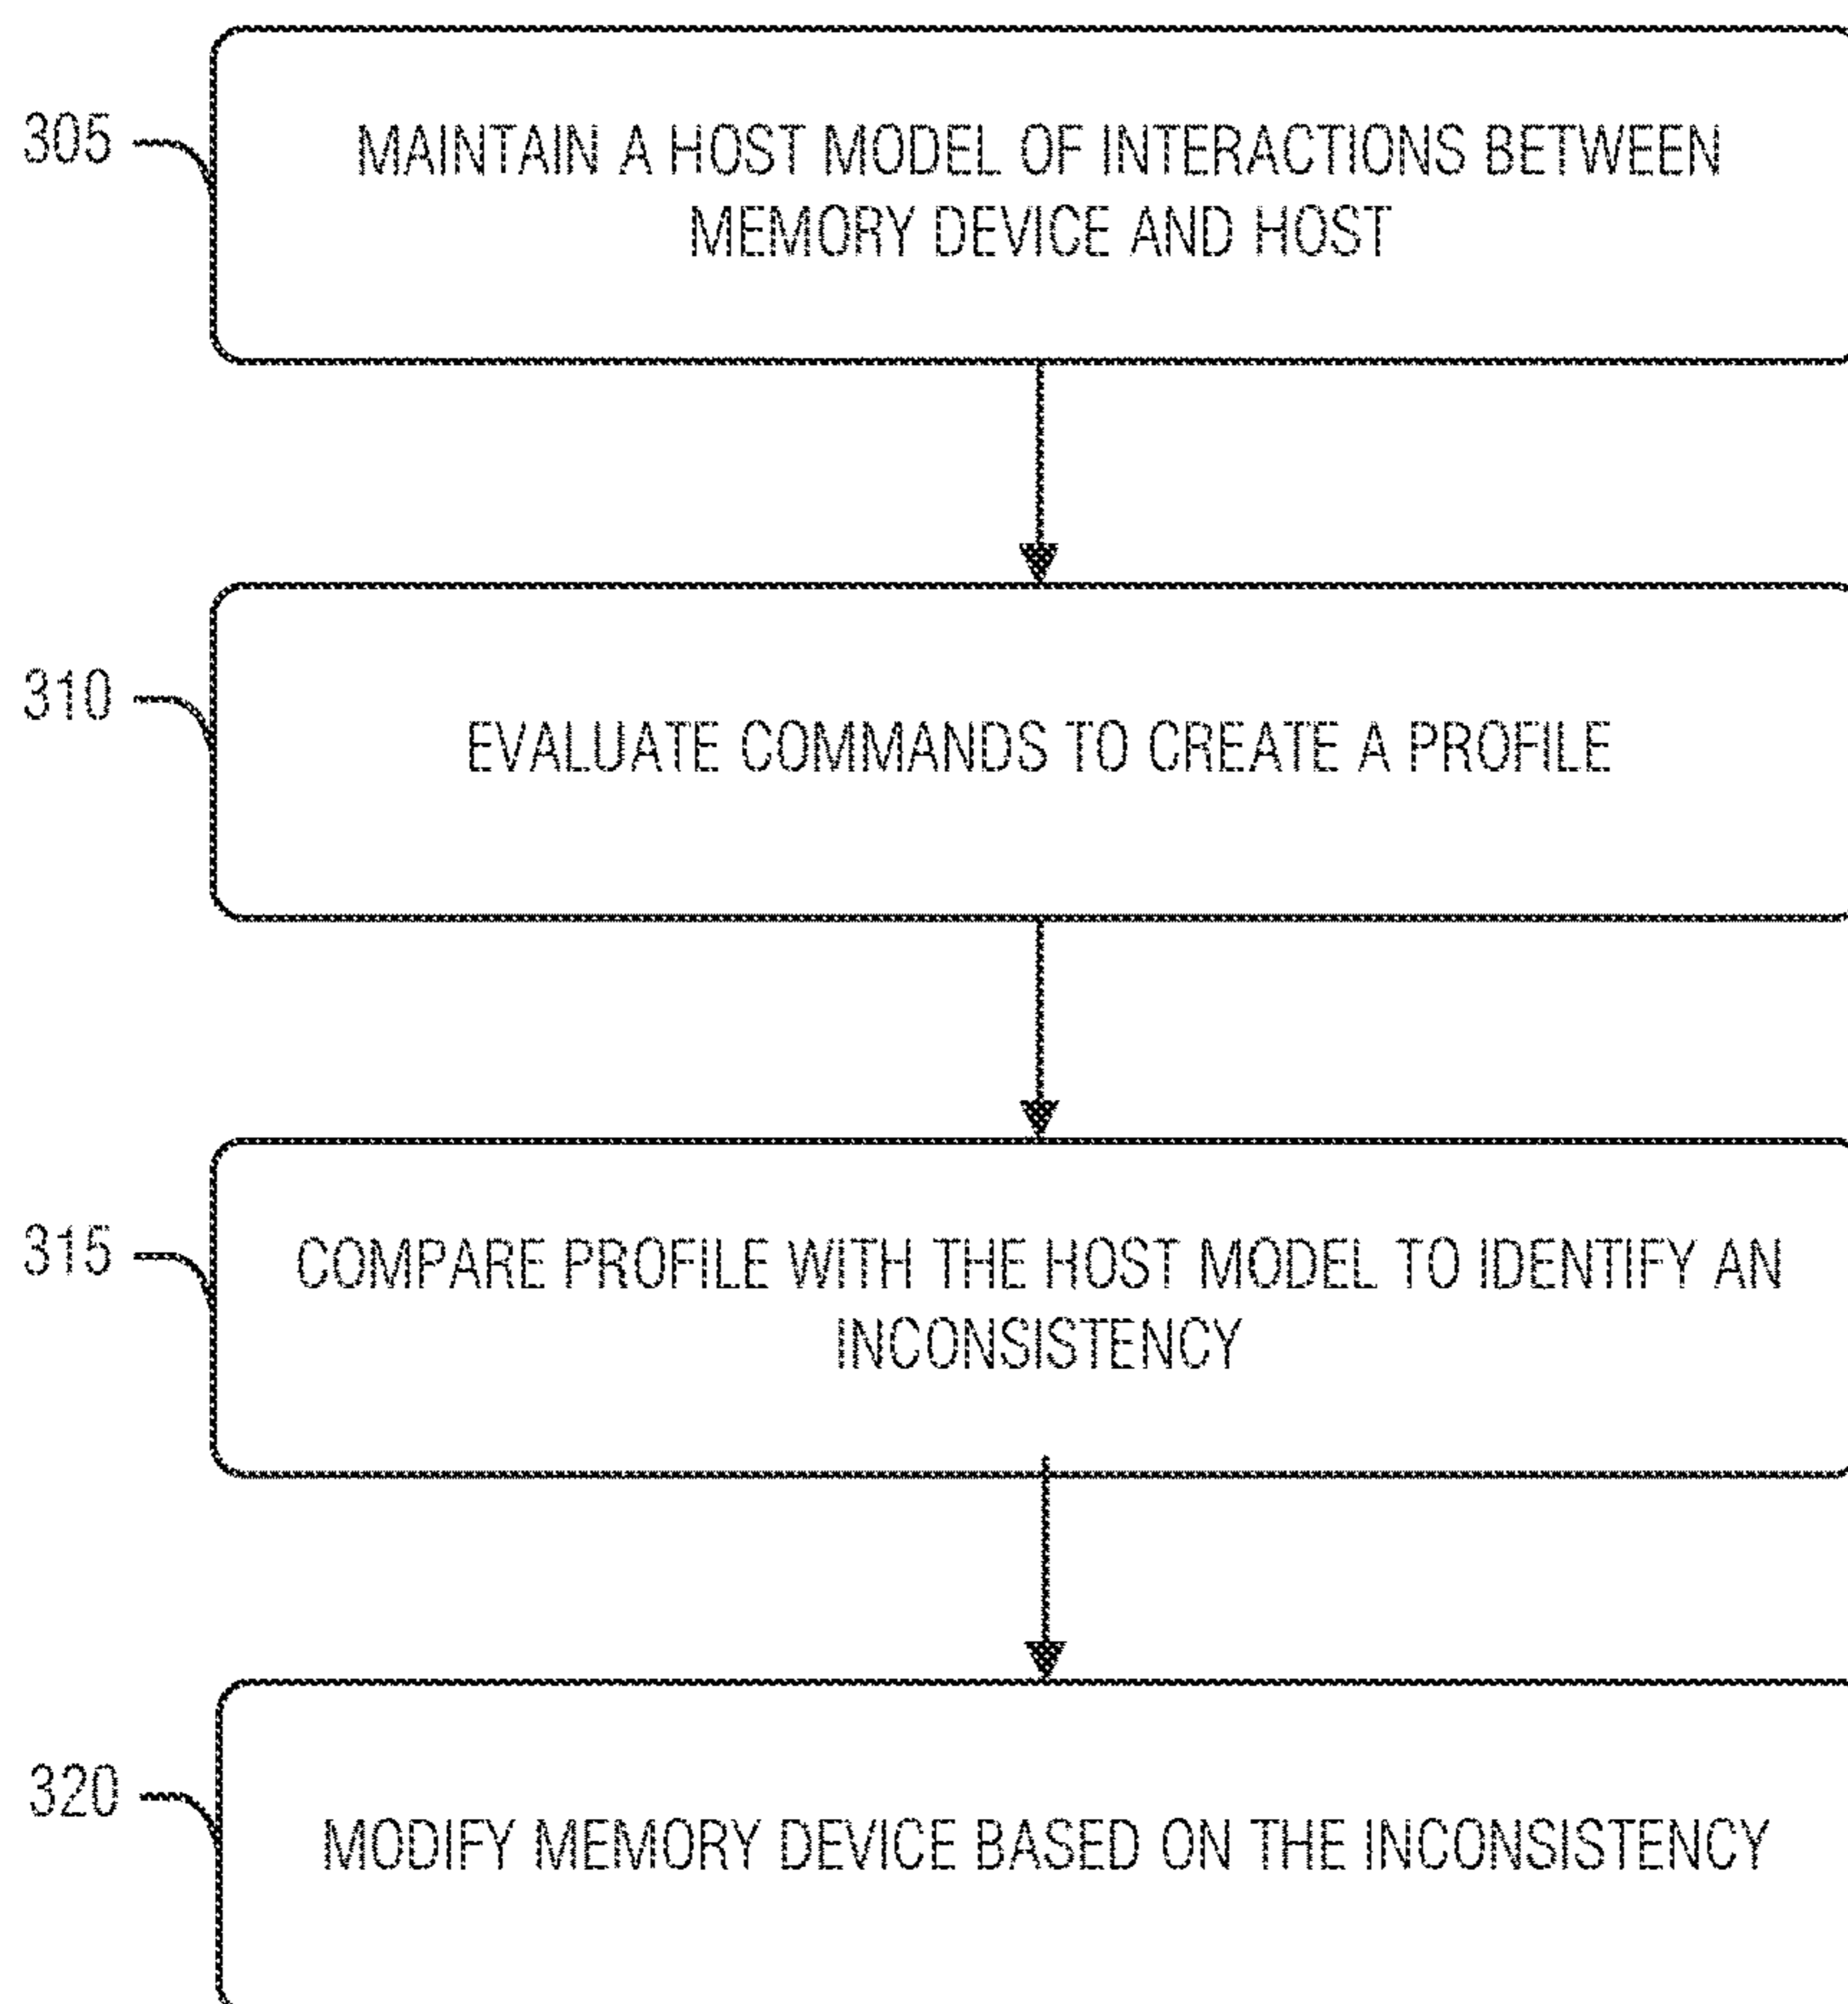 305
MAINTAIN A HOST MODEL OF INTERACTIONS BETWEEN
MEMORY DEVICE AND HOST
310
EVALUATE COMMANDS TO CREATE A PROFILE
315
COMPARE PROFILE WITH THE HOST MODEL TO IDENTIFY AN
INCONSISTENCY
320
MODIFY MEMORY DEVICE BASED ON THE INCONSISTENCY